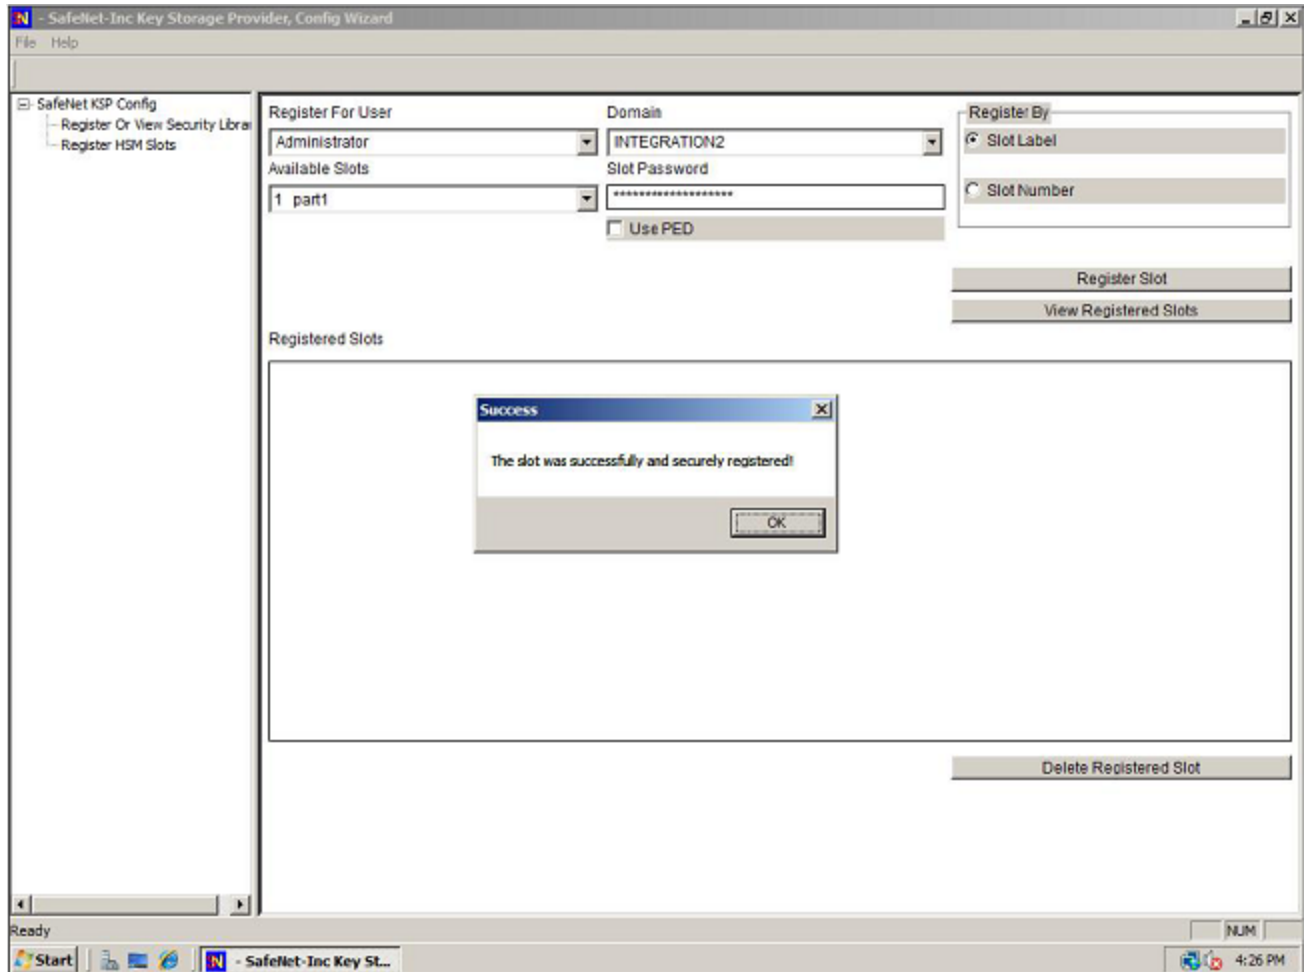 - SafeNet-Inc Key Storage Provider, Config Wizard
File Help
SafeNet KSP Config
Register Or View Security Librar
Register HSM Slots
Register For User
Administrator
Available Slots
1 part1
Domain
INTEGRATION2
Slot Password
*******************
Use PED
Register By
Slot Label
Slot Number
Register Slot
View Registered Slots
Registered Slots
Success
The slot was successfully and securely registered!
OK
Delete Registered Slot
Ready
NUM
Start
- SafeNet-Inc Key St...
4:26 PM